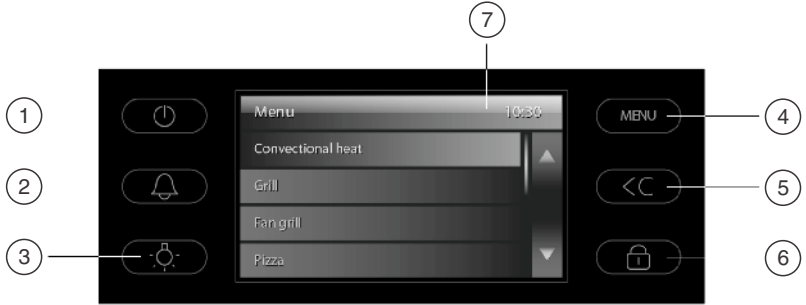 7
1
Menu 10:30
MENU
4
Convectional heat
2
Grill
<C
5
Fan grill
3
Pizza
6